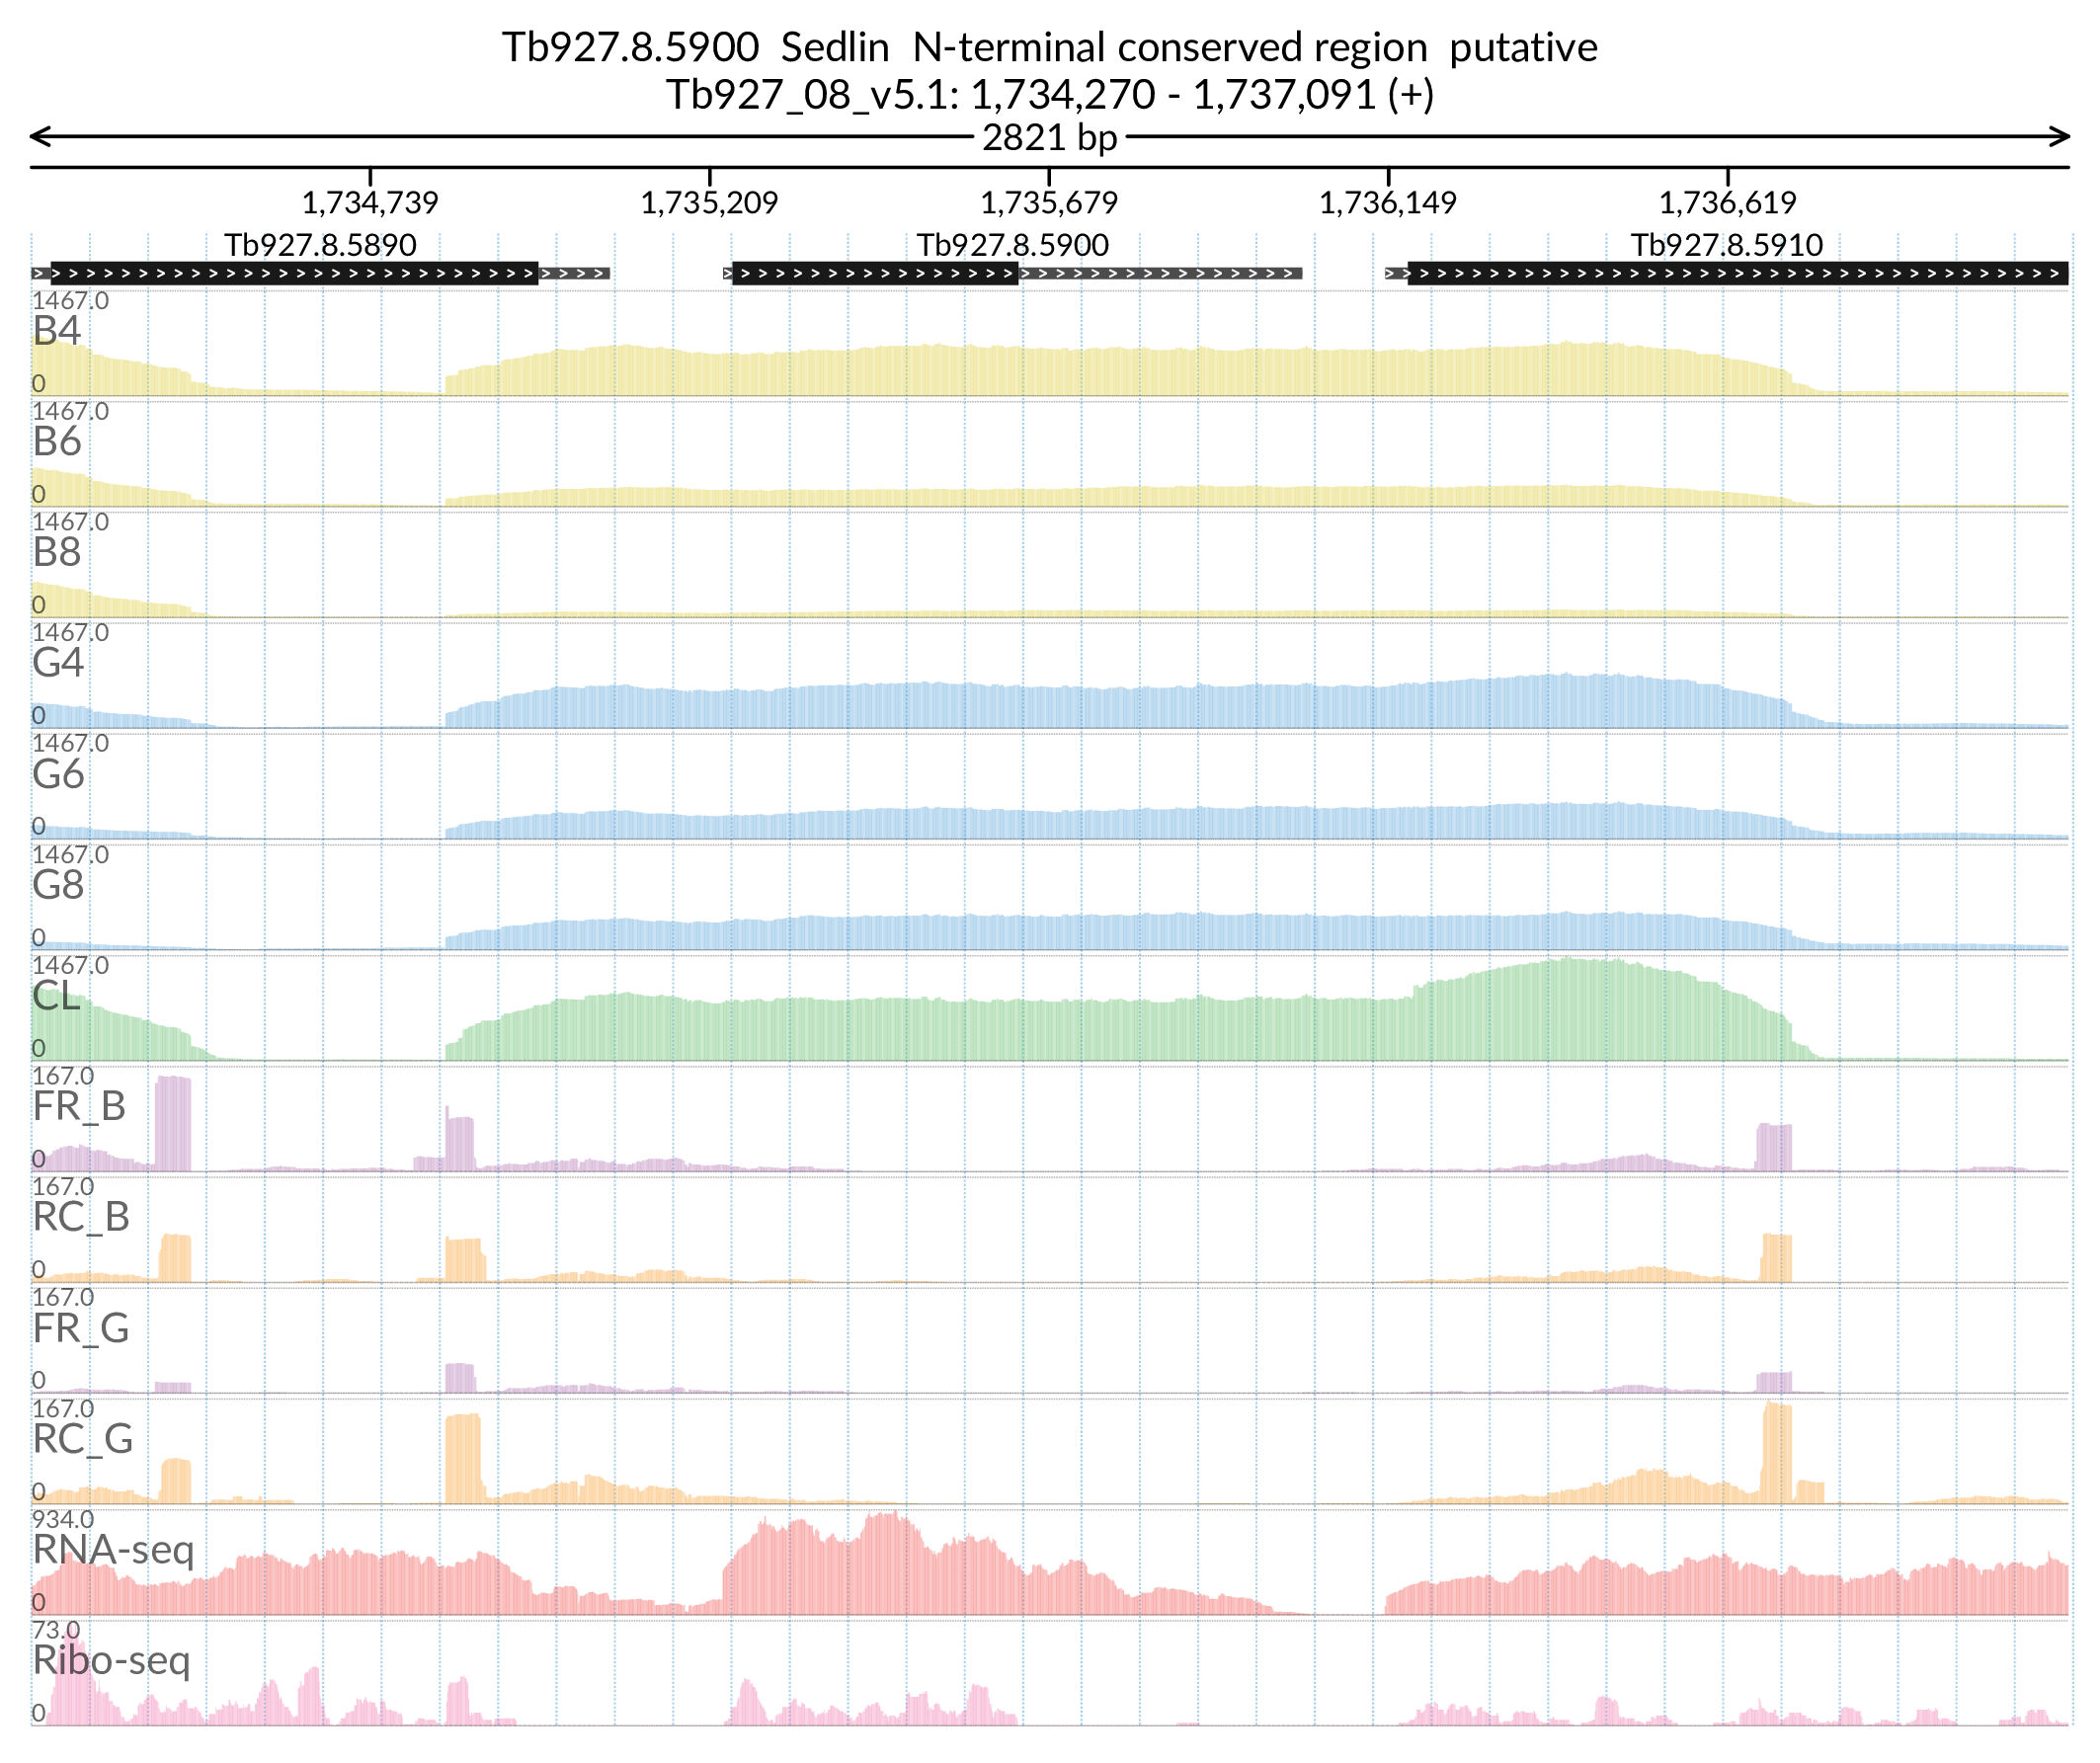 Tb927.8.5900  Sedlin  N-terminal conserved region  putative
Tb927_08_v5.1: 1,734,270 - 1,737,091 (+)
2821 bp
1,734,739 1,735,209 1,735,679 1,736,149 1,736,619
Tb927.8.5890 Tb927.8.5900 Tb927.8.5910
1467.0
B4
0
1467.0
B6
0
1467.0
B8
0
1467.0
G4
0
1467.0
G6
0
1467.0
G8
0
1467.0
CL
0
167.0
FR_B
0
167.0
RC_B
0
167.0
FR_G
0
167.0
RC_G
0
934.0
RNA-seq
0
73.0
Ribo-seq
0